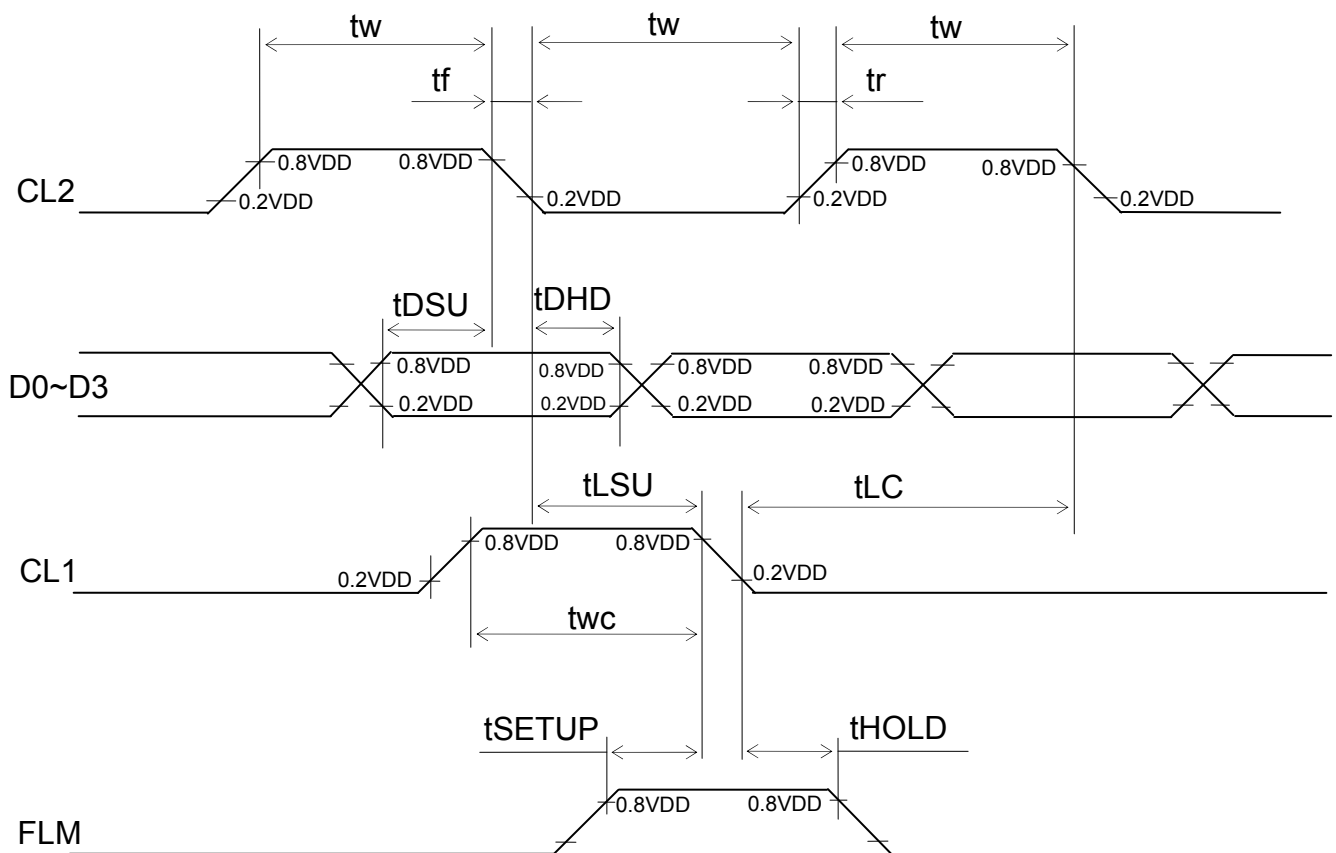 tw tw tw
tf tr
0.8VDD 0.8VDD 0.8VDD 0.8VDD
CL2 0.2VDD 0.2VDD 0.2VDD 0.2VDD
tDSU tDHD
0.8VDD 0.8VDD 0.8VDD 0.8VDD
D0~D3
0.2VDD 0.2VDD 0.2VDD 0.2VDD
tLSU tLC
0.8VDD 0.8VDD
CL1 0.2VDD 0.2VDD
twc
tSETUP tHOLD
0.8VDD 0.8VDD
FLM